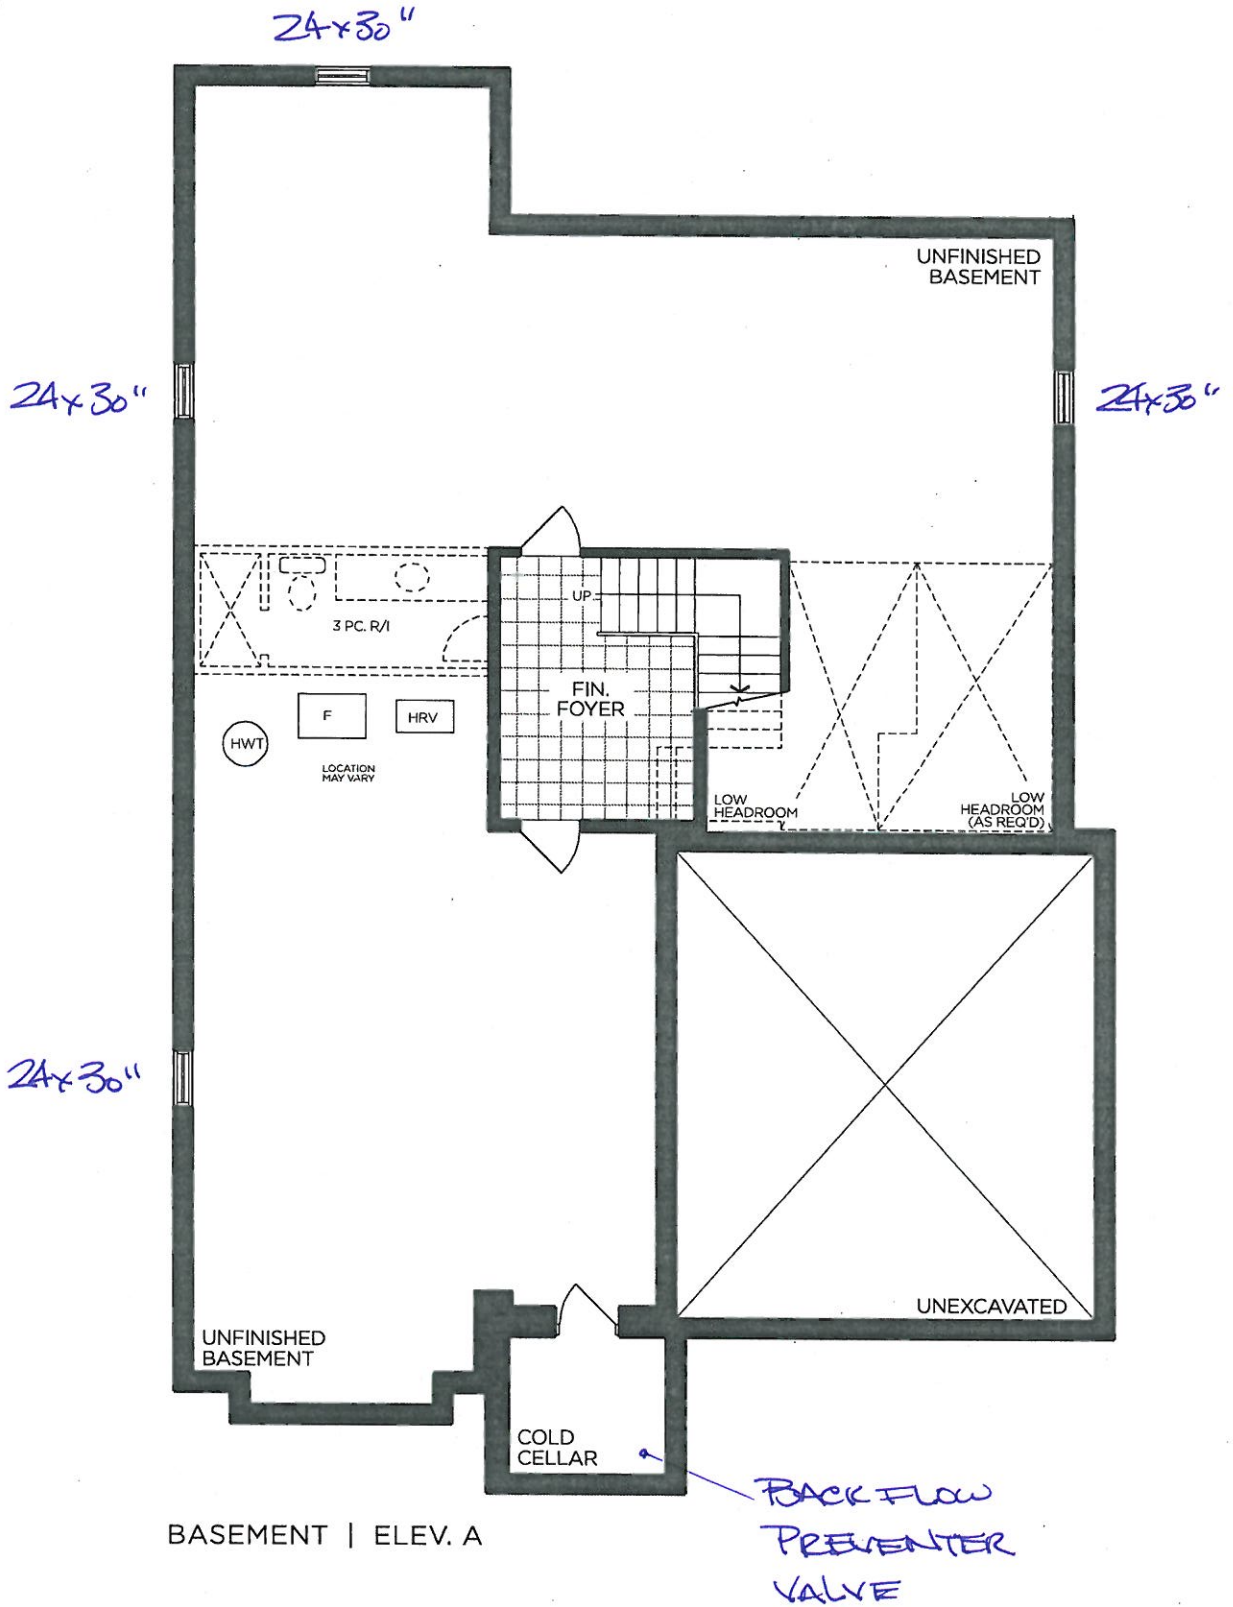 24x30"
UNFINISHED
BASEMENT
24x30"
24x30"
UP
3 PC. R/I
FIN.
FOYER
F
HRV
HWT
LOCATION
MAY VARY
LOW
HEADROOM
LOW
HEADROOM
(AS REQ'D)
24x30"
UNEXCAVATED
UNFINISHED
BASEMENT
COLD
CELLAR
BACK FLOW
PREVENTER
VALVE
BASEMENT | ELEV. A